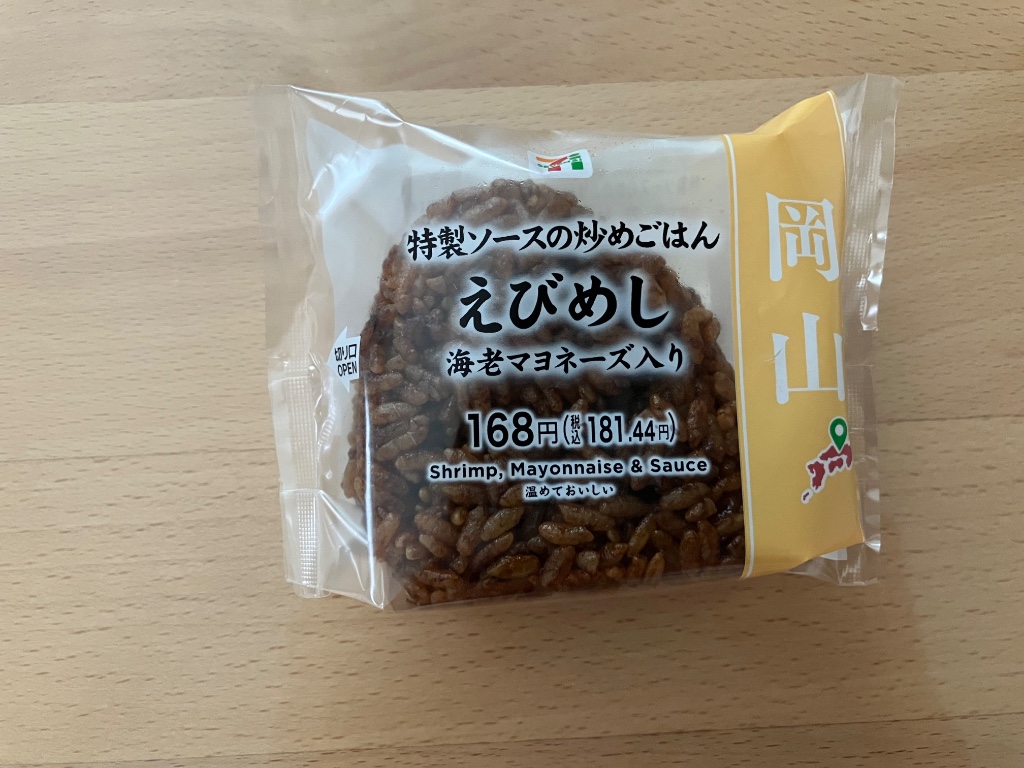 特製ソースの炒めごはん
えびめし
海老マヨネーズ入り
168円(税込181.44円)
Shrimp, Mayonnaise & Sauce
温めておいしい
切り口
OPEN
岡山